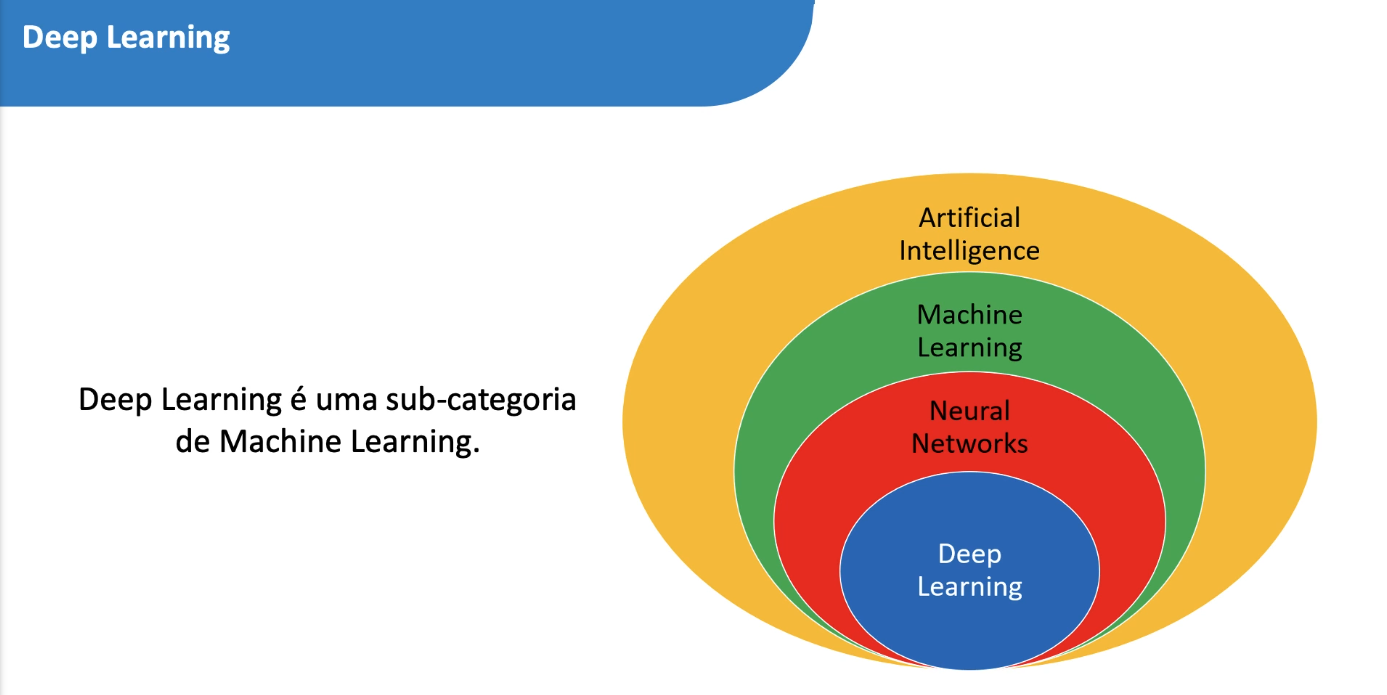 Deep Learning
Deep Learning é uma sub-categoria
de Machine Learning.
Artificial
Intelligence
Machine
Learning
Neural
Networks
Deep
Learning